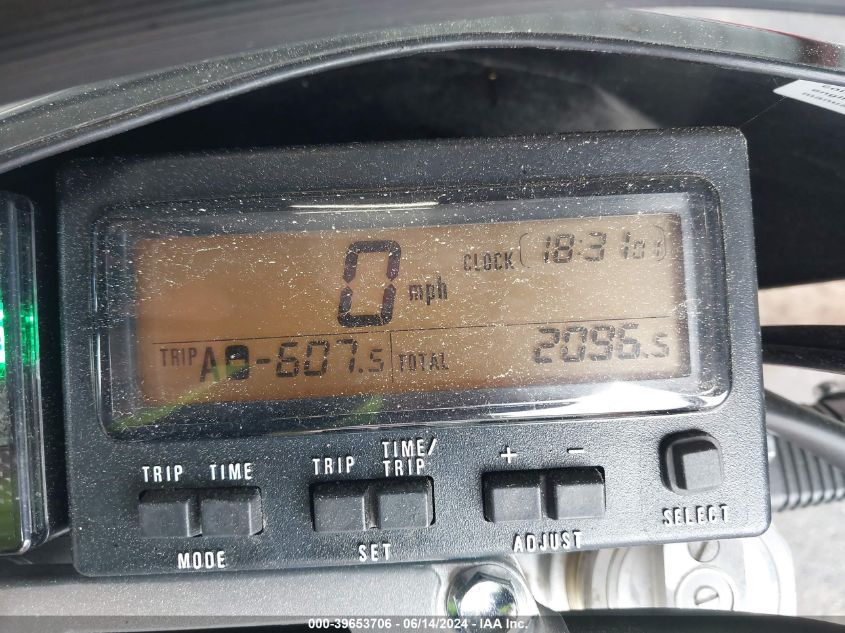 CLOCK 18:31 01
0 mph
TRIP A -607.5 TOTAL 2096.5
TRIP TIME
MODE
TRIP TIME/TRIP
SET
+ -
ADJUST
SELECT
000-39653706 - 06/14/2024 - IAA Inc.